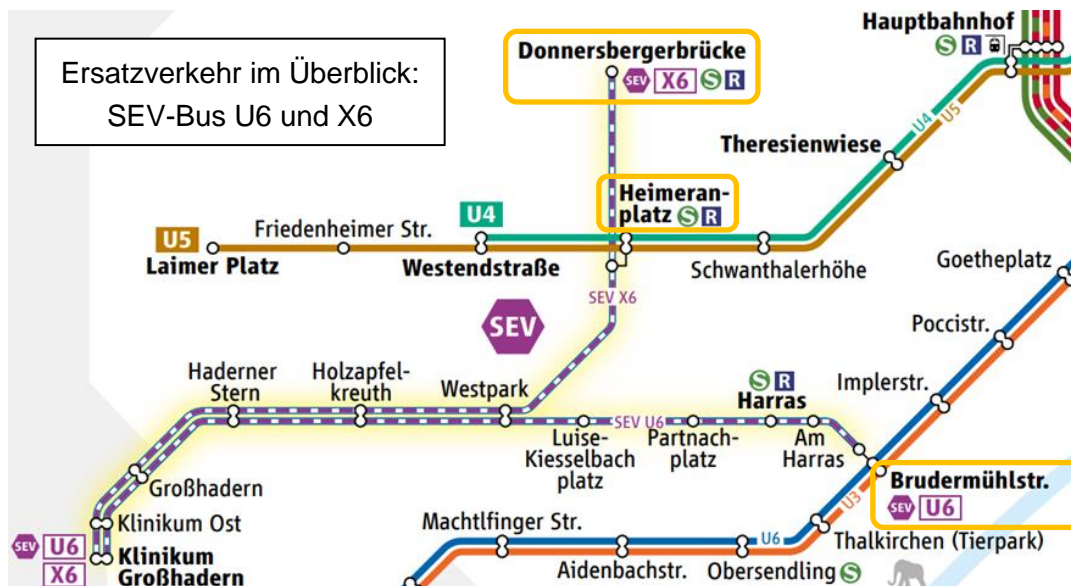 Ersatzverkehr im Überblick:
SEV-Bus U6 und X6
Donnersbergerbrücke
SEV X6 S R
Hauptbahnhof
S R
U4
U5
Theresienwiese
Heimeran-
platz S R
U4
U5
Friedenheimer Str.
Laimer Platz
Westendstraße
Schwanthalerhöhe
Goetheplatz
SEV X6
SEV
Poccistr.
Haderner
Stern
Holzapfel-
kreuth
Westpark
S R
Harras
Implerstr.
SEV U6
Luise-
Kiesselbach
platz
Partnach-
platz
Am
Harras
Großhadern
Brudermühlstr.
SEV U6
U3
Klinikum Ost
Machtlfinger Str.
U6
Thalkirchen (Tierpark)
SEV U6
X6
Klinikum
Großhadern
Aidenbachstr.
Obersendling S